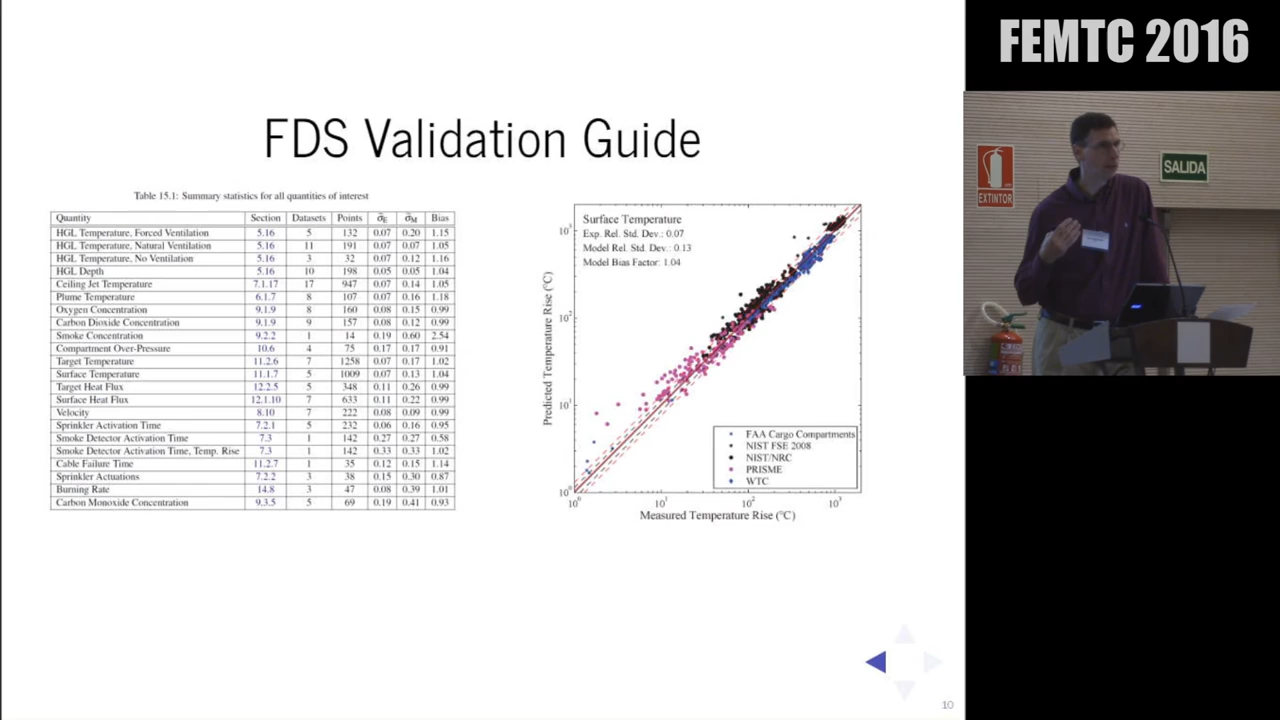 FEMTC 2016
FDS Validation Guide
Table 15.1: Summary statistics for all quantities of interest
Quantity Section Datasets Points σ̃E σ̃M Bias
HGL Temperature, Forced Ventilation 5.16 5 132 0.07 0.20 1.15
HGL Temperature, Natural Ventilation 5.16 11 191 0.07 0.07 1.05
HGL Temperature, No Ventilation 5.16 3 32 0.07 0.12 1.16
HGL Depth 5.16 10 198 0.05 0.05 1.04
Ceiling Jet Temperature 7.1.17 17 947 0.07 0.14 1.05
Plume Temperature 6.1.7 8 107 0.07 0.16 1.18
Oxygen Concentration 9.1.9 8 160 0.08 0.15 0.99
Carbon Dioxide Concentration 9.1.9 9 157 0.08 0.12 0.99
Smoke Concentration 9.2.2 1 14 0.19 0.60 2.54
Compartment Over-Pressure 10.6 4 75 0.17 0.17 0.91
Target Temperature 11.2.6 7 1258 0.07 0.17 1.02
Surface Temperature 11.1.7 5 1009 0.07 0.13 1.04
Target Heat Flux 12.2.5 5 348 0.11 0.26 0.99
Surface Heat Flux 12.1.10 7 633 0.11 0.22 0.99
Velocity 8.10 7 222 0.08 0.09 0.99
Sprinkler Activation Time 7.2.1 5 232 0.06 0.16 0.95
Smoke Detector Activation Time 7.3 1 142 0.27 0.27 0.58
Smoke Detector Activation Time, Temp. Rise 7.3 1 142 0.33 0.33 1.02
Cable Failure Time 11.2.7 1 35 0.12 0.15 1.14
Sprinkler Actuations 7.2.2 3 38 0.15 0.30 0.87
Burning Rate 14.8 3 47 0.08 0.39 1.01
Carbon Monoxide Concentration 9.3.5 5 69 0.19 0.41 0.93
Surface Temperature
Exp. Rel. Std. Dev.: 0.07
Model Rel. Std. Dev.: 0.13
Model Bias Factor: 1.04
Predicted Temperature Rise (°C)
10³
10²
10¹
10⁰
FAA Cargo Compartments
NIST FSE 2008
NIST/NRC
PRISME
WTC
10⁰ 10¹ 10² 10³
Measured Temperature Rise (°C)
10
EXTINTOR
SALIDA